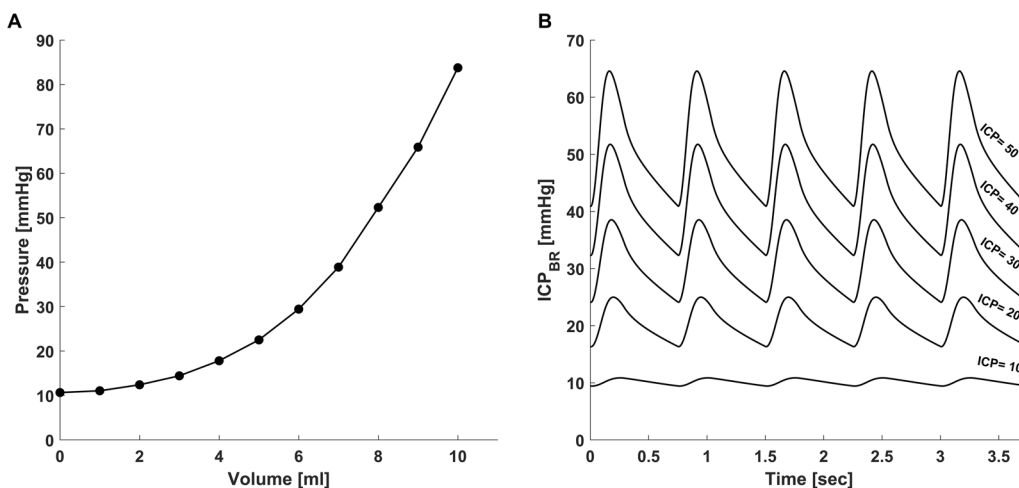 A
90
80
70
60
50
40
30
20
10
0
Pressure [mmHg]
0 2 4 6 8 10
Volume [ml]
B
70
60
50
40
30
20
10
0
ICP_BR [mmHg]
ICP= 50
ICP= 40
ICP= 30
ICP= 20
ICP= 10
0 0.5 1 1.5 2 2.5 3 3.5
Time [sec]